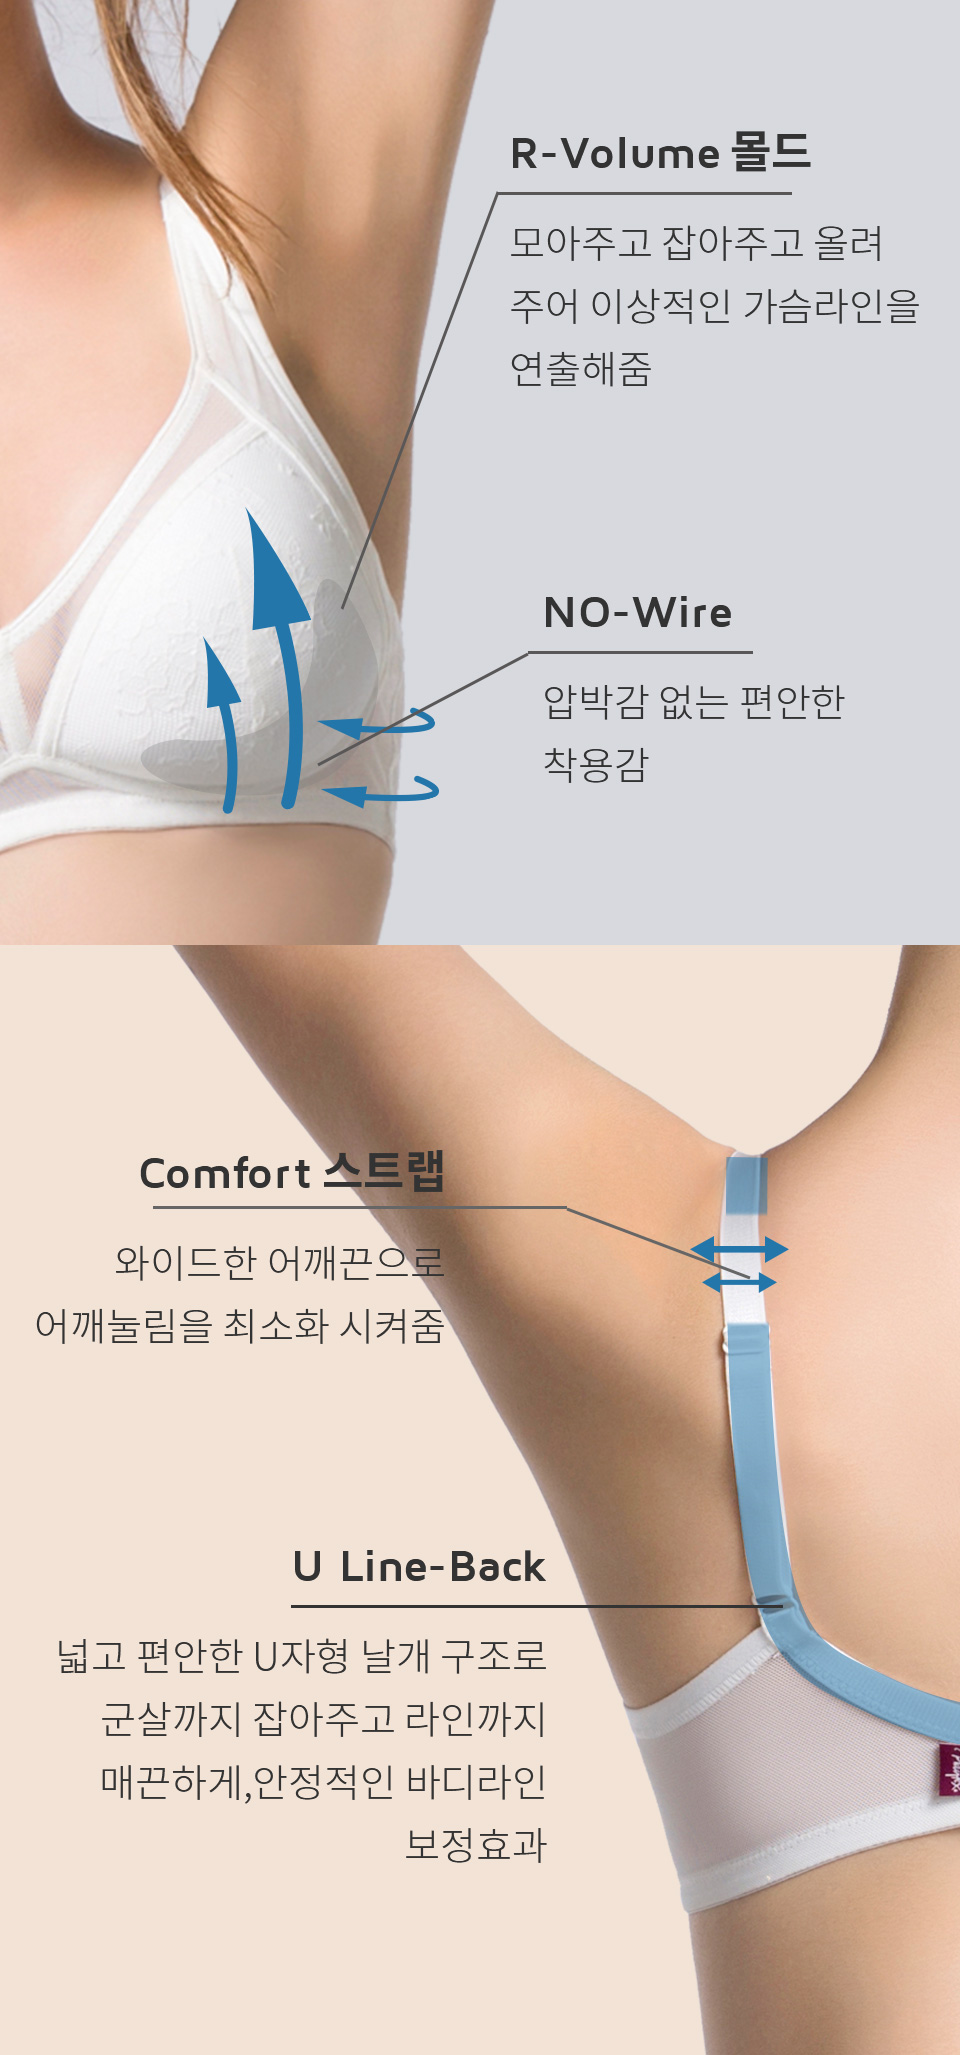 R-Volume 몰드
모아주고 잡아주고 올려
주어 이상적인 가슴라인을
연출해줌
NO-Wire
압박감 없는 편안한
착용감
Comfort 스트랩
와이드한 어깨끈으로
어깨눌림을 최소화 시켜줌
U Line-Back
넓고 편안한 U자형 날개 구조로
군살까지 잡아주고 라인까지
매끈하게,안정적인 바디라인
보정효과